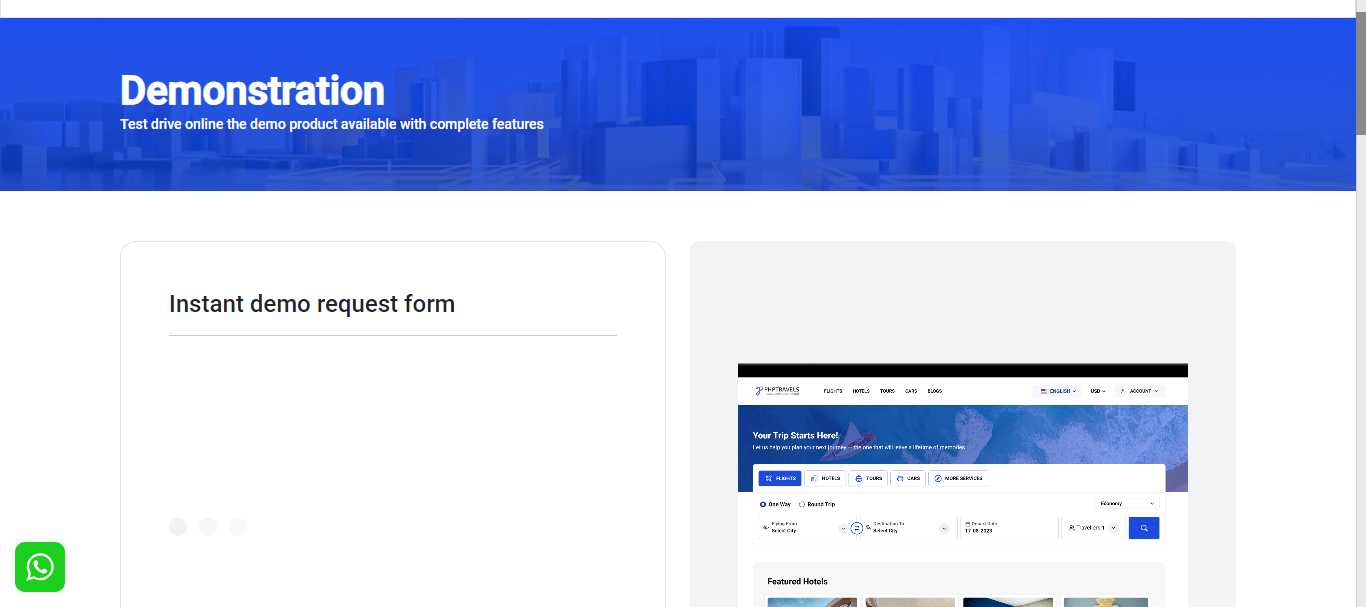 Demonstration
Test drive online the demo product available with complete features
Instant demo request form
PHPTRAVELS
FLIGHTS HOTELS TOURS CARS BLOGS
ENGLISH USD ACCOUNT
Your Trip Starts Here!
Let us help you plan your next journey — the one that will leave a lifetime of memories
FLIGHTS HOTELS TOURS CARS MORE SERVICES
One Way Round Trip Economy
Flying From Destination To Depart Date
Select City Select City 17-08-2023 Travellers 1
Featured Hotels